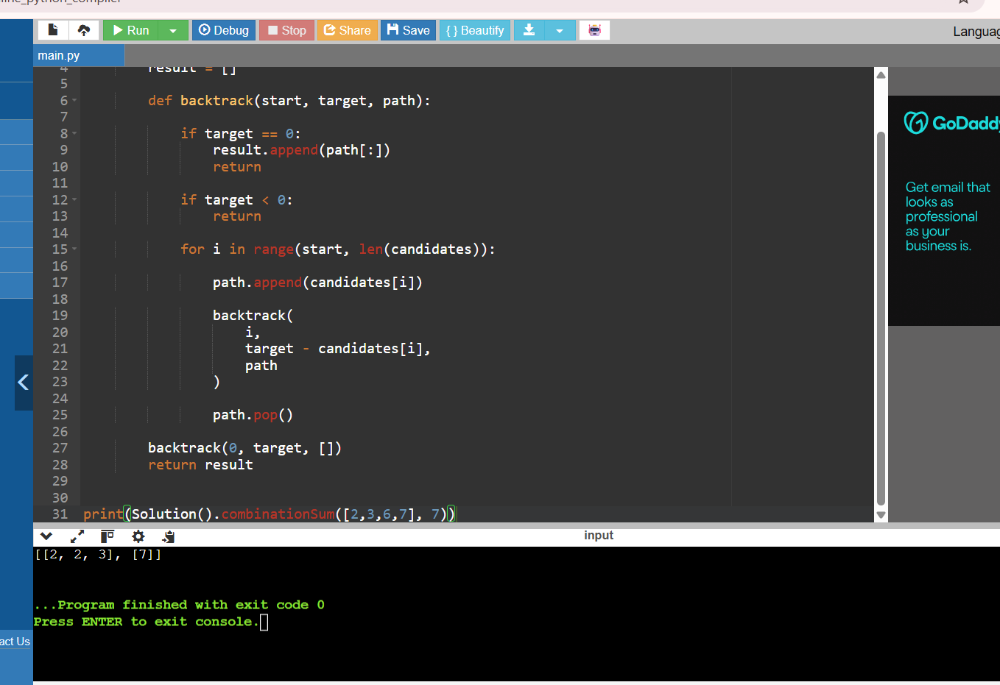 line_python_compiler
Run
Debug
Stop
Share
Save
{ } Beautify
Languag
main.py
4 result = []
5
6 def backtrack(start, target, path):
7
8 if target == 0:
9 result.append(path[:])
10 return
11
12 if target < 0:
13 return
14
15 for i in range(start, len(candidates)):
16
17 path.append(candidates[i])
18
19 backtrack(
20 i,
21 target - candidates[i],
22 path
23 )
24
25 path.pop()
26
27 backtrack(0, target, [])
28 return result
29
30
31 print(Solution().combinationSum([2,3,6,7], 7))
GoDaddy
Get email that
looks as
professional
as your
business is.
input
[[2, 2, 3], [7]]
...Program finished with exit code 0
Press ENTER to exit console.
act Us